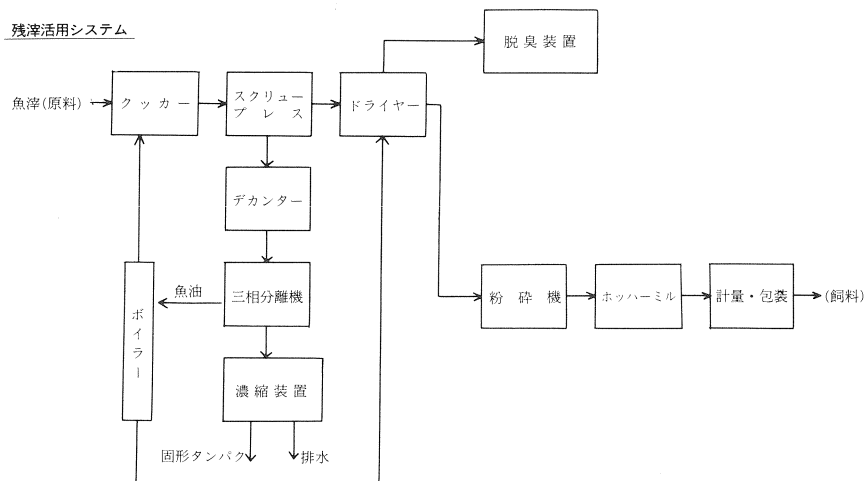 残滓活用システム
脱臭装置
魚滓(原料)
クッカー
スクリュー
プレス
ドライヤー
デカンター
三相分離機
魚油
ボイラー
粉砕機
ホッハーミル
計量・包装
(飼料)
濃縮装置
固形タンパク
排水